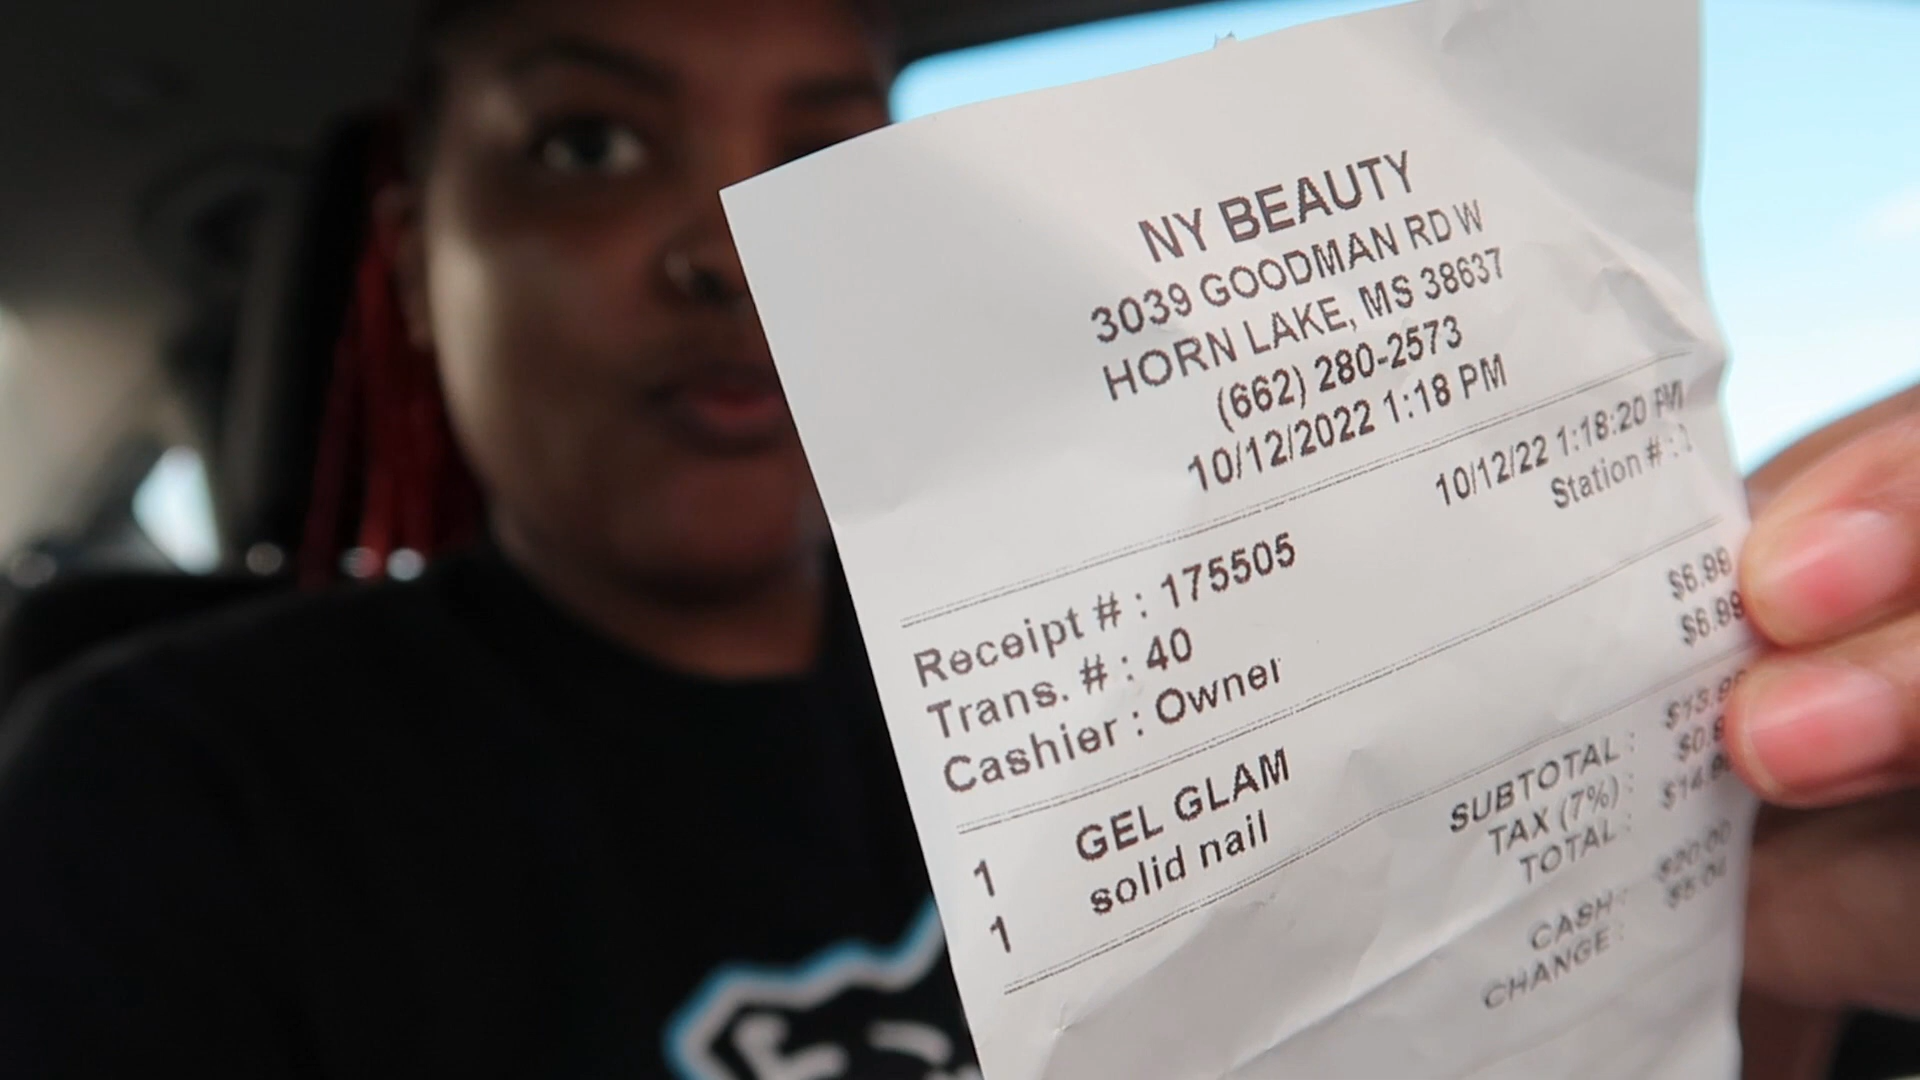 NY BEAUTY
3039 GOODMAN RD W
HORN LAKE, MS 38637
(662) 280-2573
10/12/2022 1:18 PM
10/12/22 1:18:20 PM
Station # :
Receipt # : 175505
Trans. # : 40
Cashier : Owner
$6.99
$6.99
1 GEL GLAM
1 solid nail
SUBTOTAL :
TAX (7%) :
TOTAL :
CASH : $20.00
CHANGE :